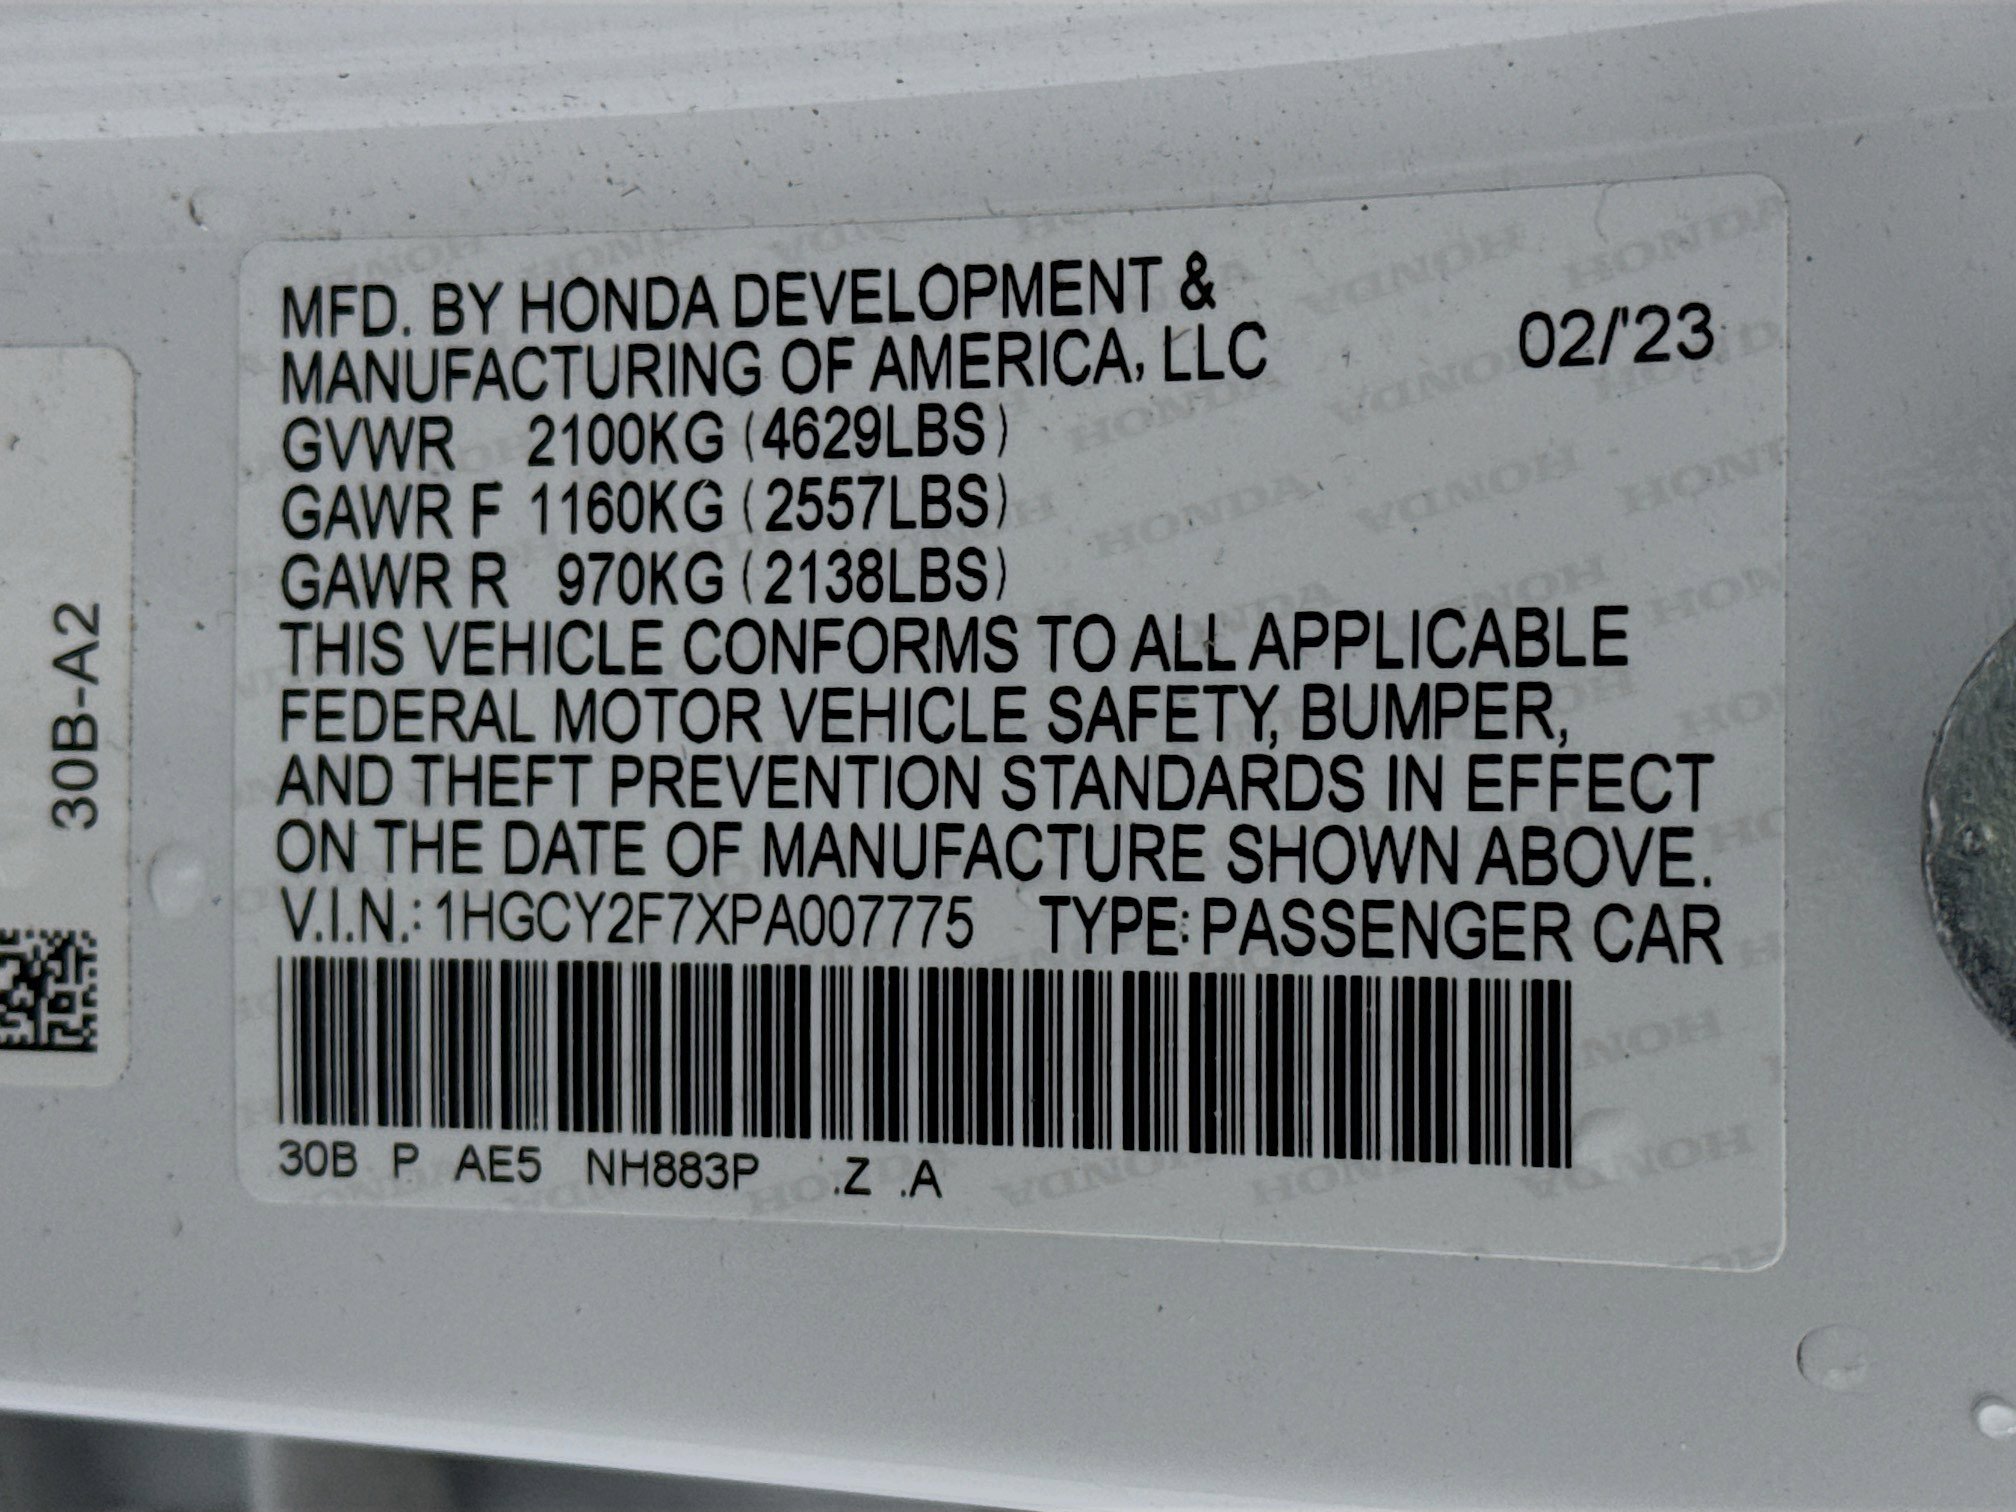 MFD. BY HONDA DEVELOPMENT &
MANUFACTURING OF AMERICA, LLC 02/'23
GVWR 2100KG (4629LBS)
GAWR F 1160KG (2557LBS)
GAWR R 970KG (2138LBS)
THIS VEHICLE CONFORMS TO ALL APPLICABLE
FEDERAL MOTOR VEHICLE SAFETY, BUMPER,
AND THEFT PREVENTION STANDARDS IN EFFECT
ON THE DATE OF MANUFACTURE SHOWN ABOVE.
V.I.N.: 1HGCY2F7XPA007775 TYPE: PASSENGER CAR
30B P AE5 NH883P .Z .A
30B-A2